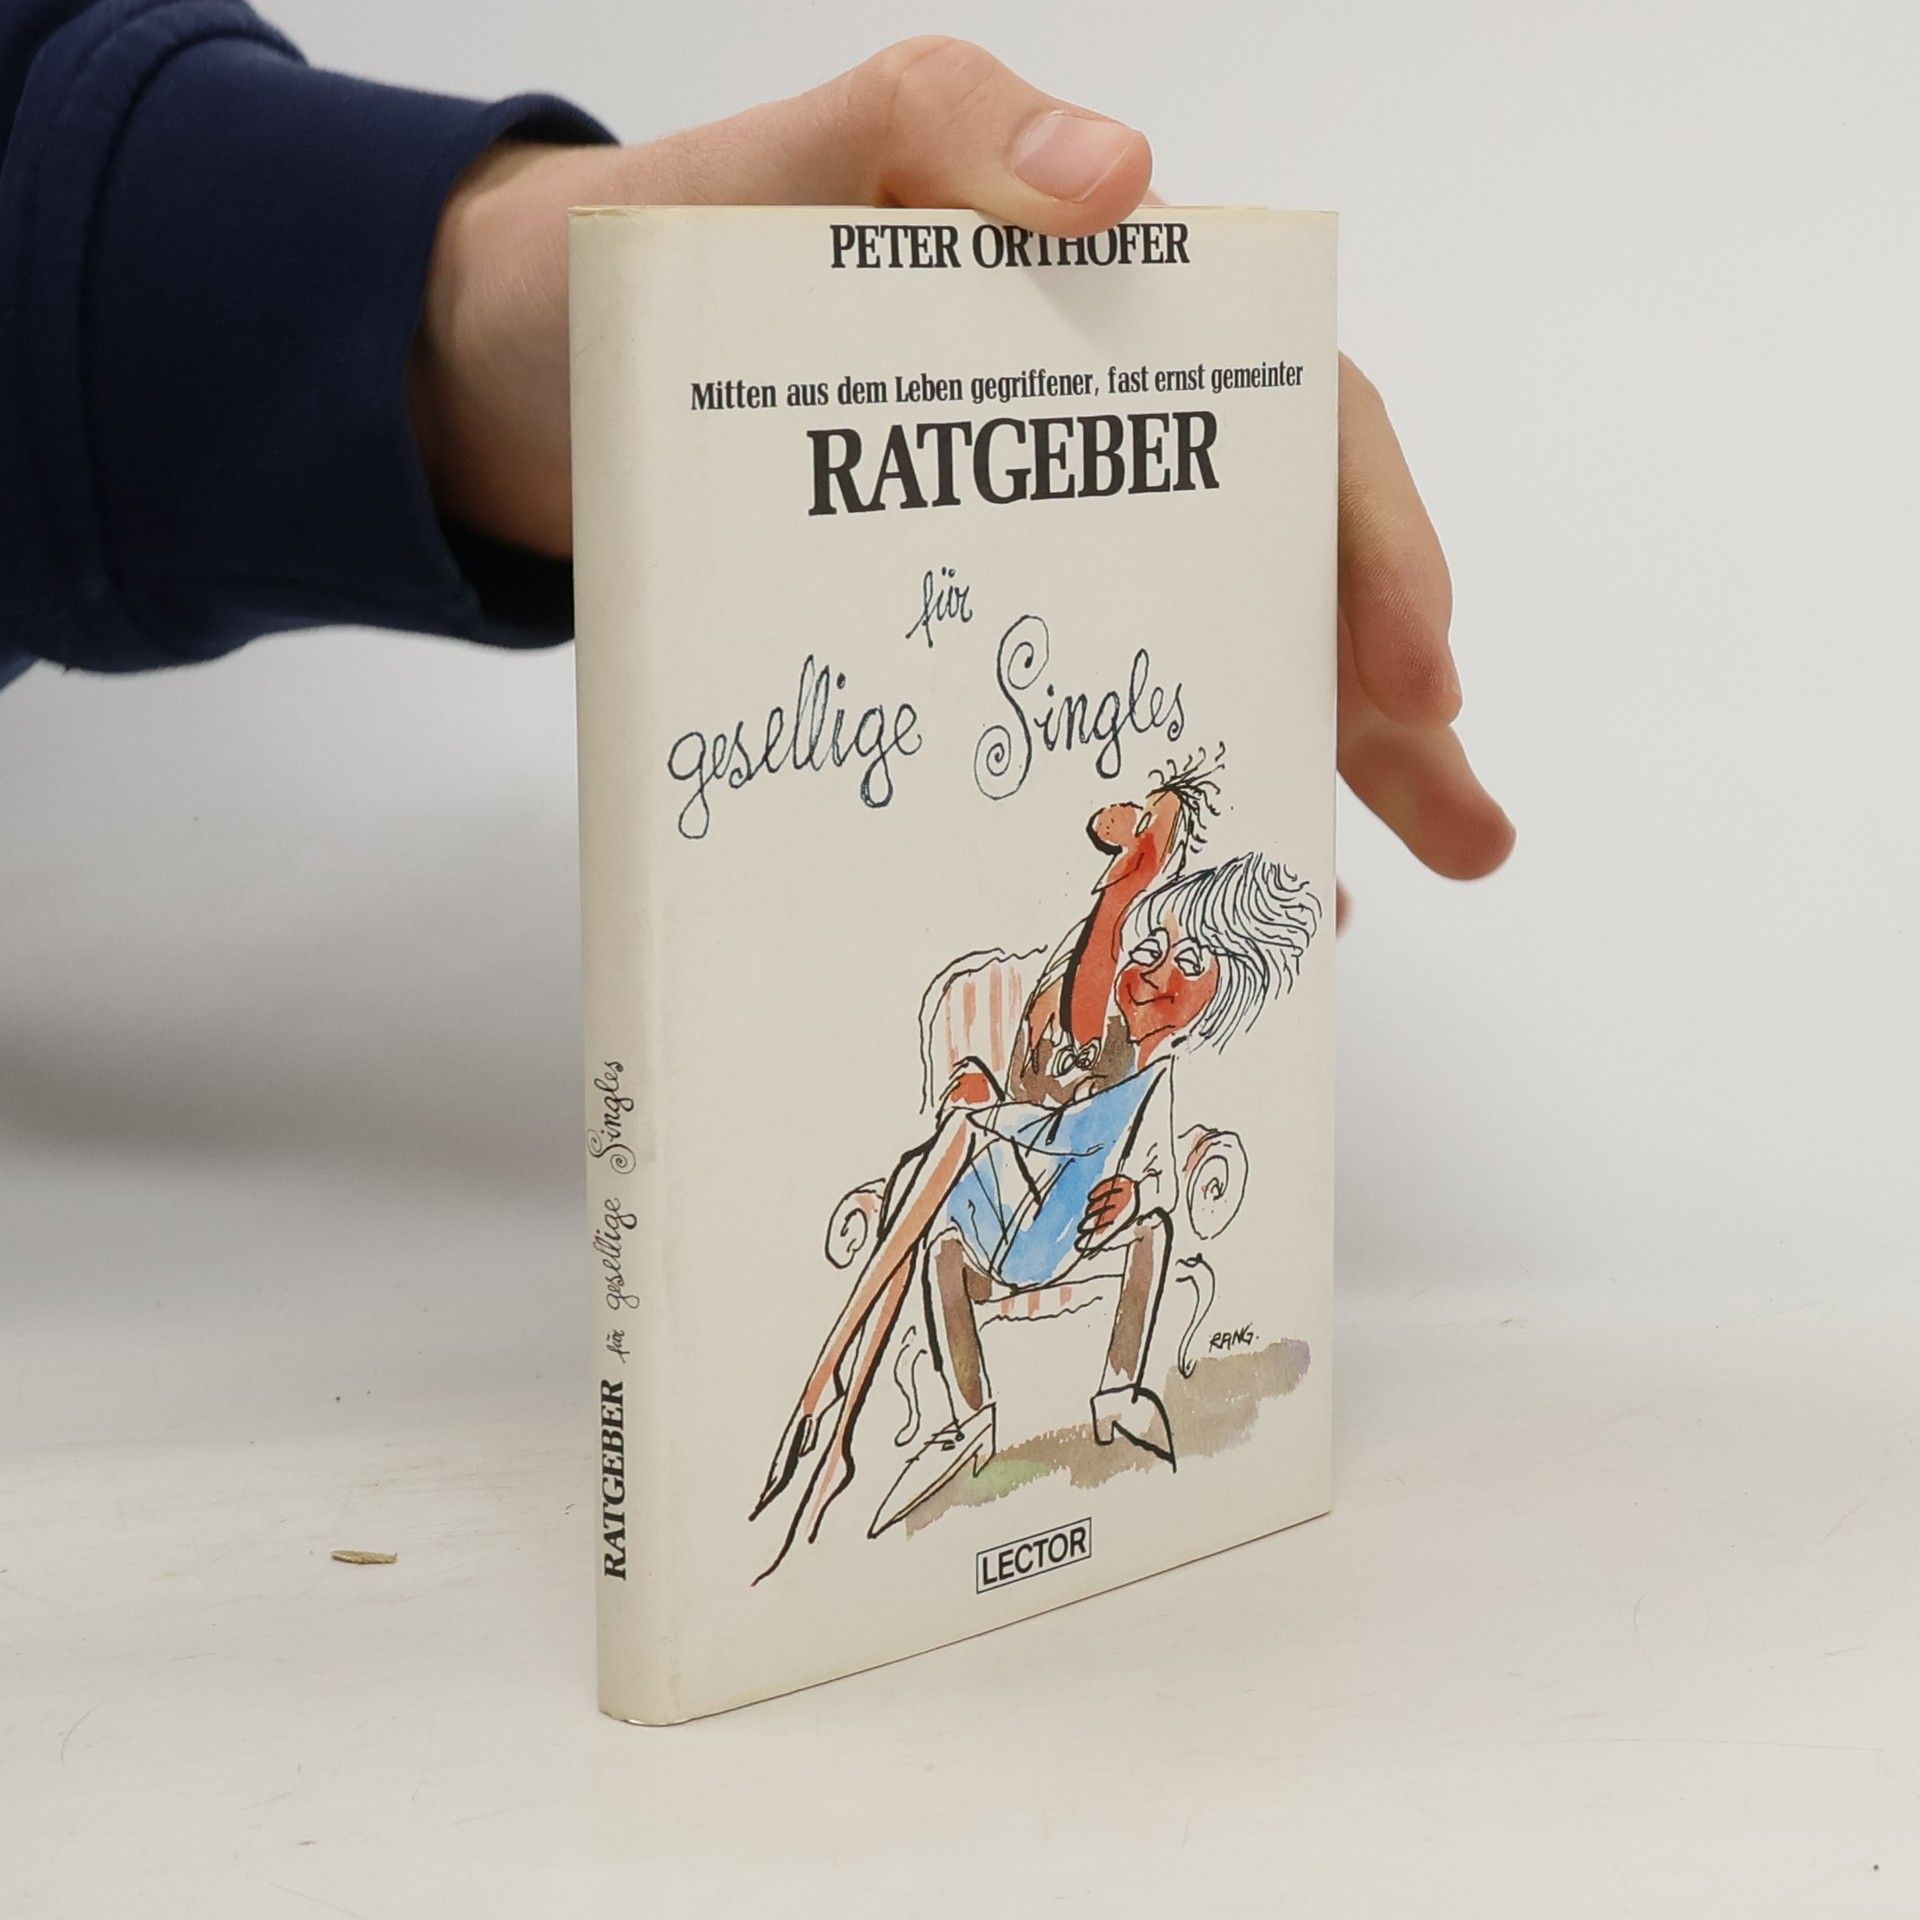 PETER ORTHOFER
Mitten aus dem Leben gegriffener, fast ernst gemeinter
RATGEBER
für
gesellige Singles
RANG.
LECTOR
RATGEBER für gesellige Singles